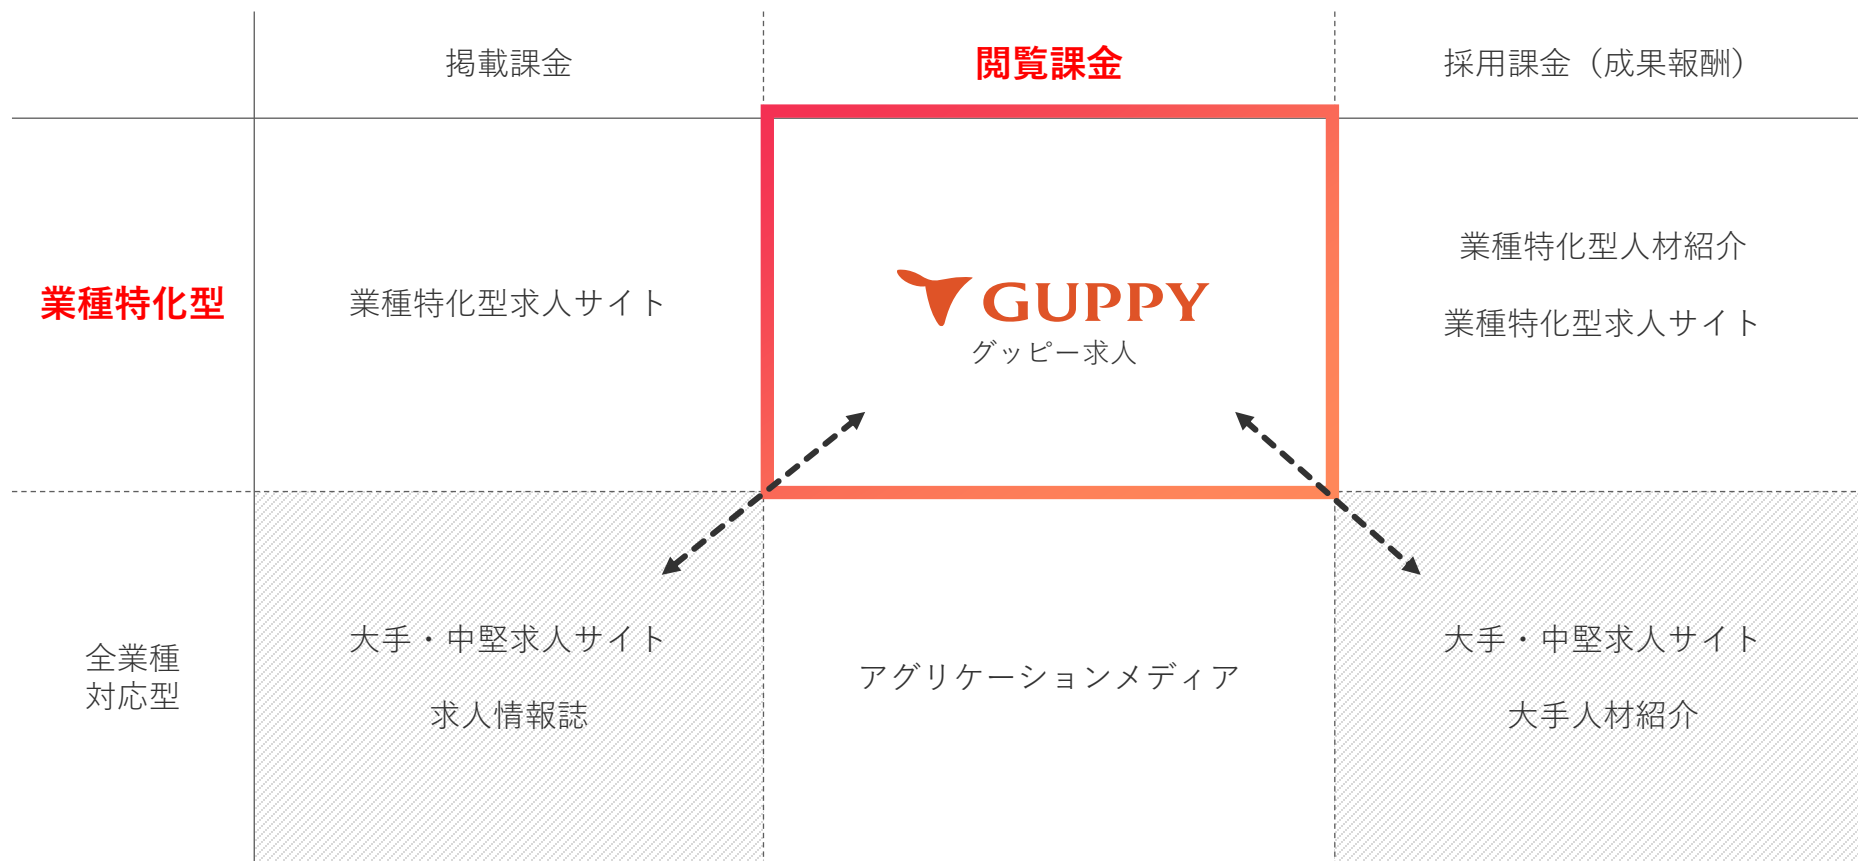 掲載課金
閲覧課金
採用課金（成果報酬）
業種特化型
業種特化型求人サイト
GUPPY
グッピー求人
業種特化型人材紹介
業種特化型求人サイト
全業種
対応型
大手・中堅求人サイト
求人情報誌
アグリケーションメディア
大手・中堅求人サイト
大手人材紹介